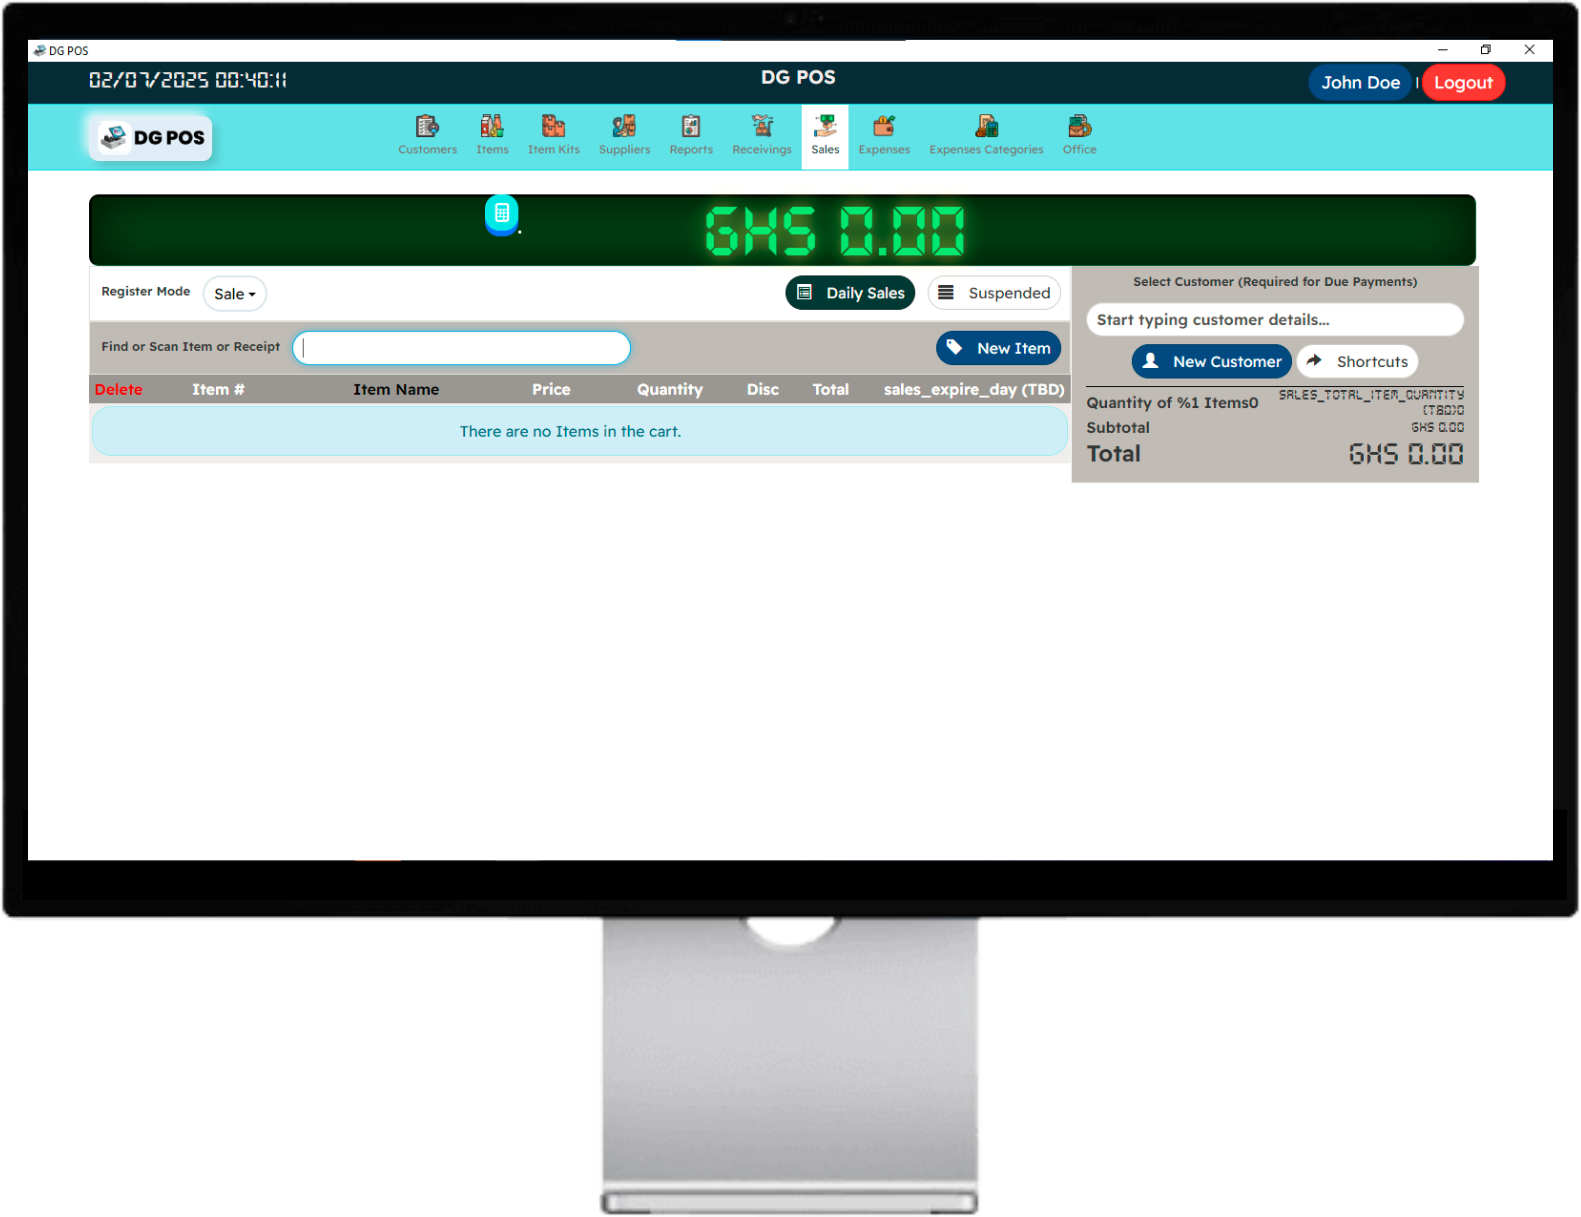 DG POS
02/07/2025 00:40:11
DG POS
John Doe | Logout
DG POS
Customers Items Item Kits Suppliers Reports Receivings Sales Expenses Expenses Categories Office
GHS 0.00
Register Mode Sale Daily Sales Suspended
Find or Scan Item or Receipt New Item
Delete Item # Item Name Price Quantity Disc Total sales_expire_day (TBD)
There are no Items in the cart.
Select Customer (Required for Due Payments)
Start typing customer details...
New Customer Shortcuts
Quantity of %1 Items0 SALES_TOTAL_ITEM_QUANTITY
(TBD)0
Subtotal GHS 0.00
Total GHS 0.00